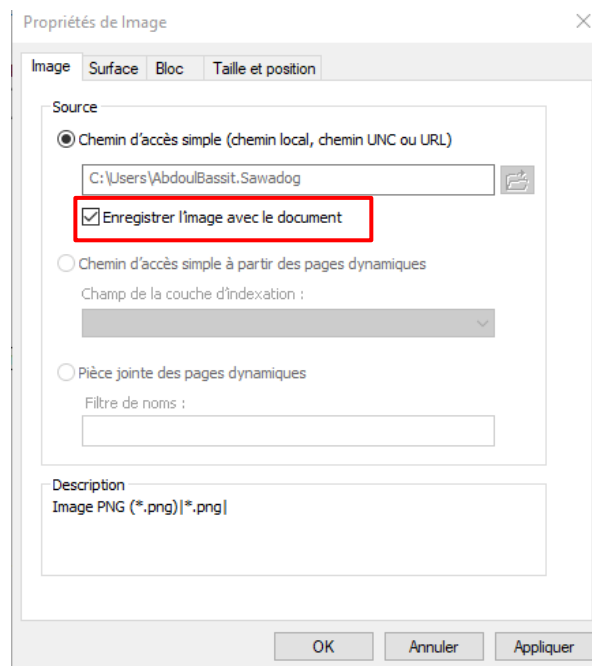 Propriétés de Image
Image Surface Bloc Taille et position
Source
Chemin d'accès simple (chemin local, chemin UNC ou URL)
C:\Users\AbdoulBassit.Sawadog
Enregistrer l'image avec le document
Chemin d'accès simple à partir des pages dynamiques
Champ de la couche d'indexation :
Pièce jointe des pages dynamiques
Filtre de noms :
Description
Image PNG (*.png)|*.png|
OK Annuler Appliquer